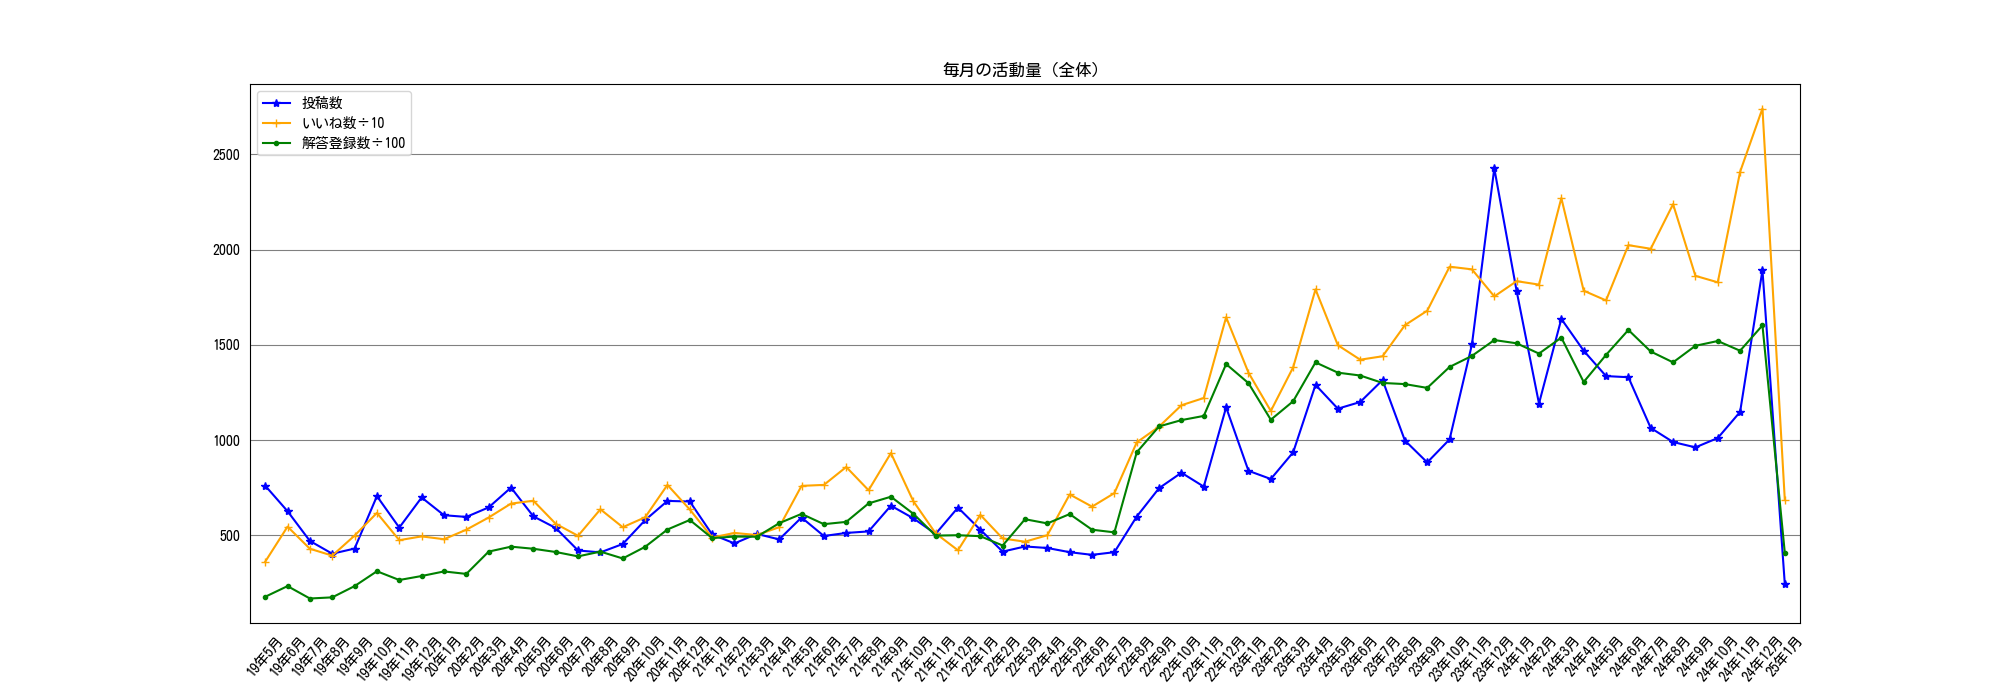 毎月の活動量（全体）
投稿数
いいね数÷10
解答登録数÷100
2500
2000
1500
1000
500
19年5月
19年6月
19年7月
19年8月
19年9月
19年10月
19年11月
19年12月
20年1月
20年2月
20年3月
20年4月
20年5月
20年6月
20年7月
20年8月
20年9月
20年10月
20年11月
20年12月
21年1月
21年2月
21年3月
21年4月
21年5月
21年6月
21年7月
21年8月
21年9月
21年10月
21年11月
21年12月
22年1月
22年2月
22年3月
22年4月
22年5月
22年6月
22年7月
22年8月
22年9月
22年10月
22年11月
22年12月
23年1月
23年2月
23年3月
23年4月
23年5月
23年6月
23年7月
23年8月
23年9月
23年10月
23年11月
23年12月
24年1月
24年2月
24年3月
24年4月
24年5月
24年6月
24年7月
24年8月
24年9月
24年10月
24年11月
24年12月
25年1月